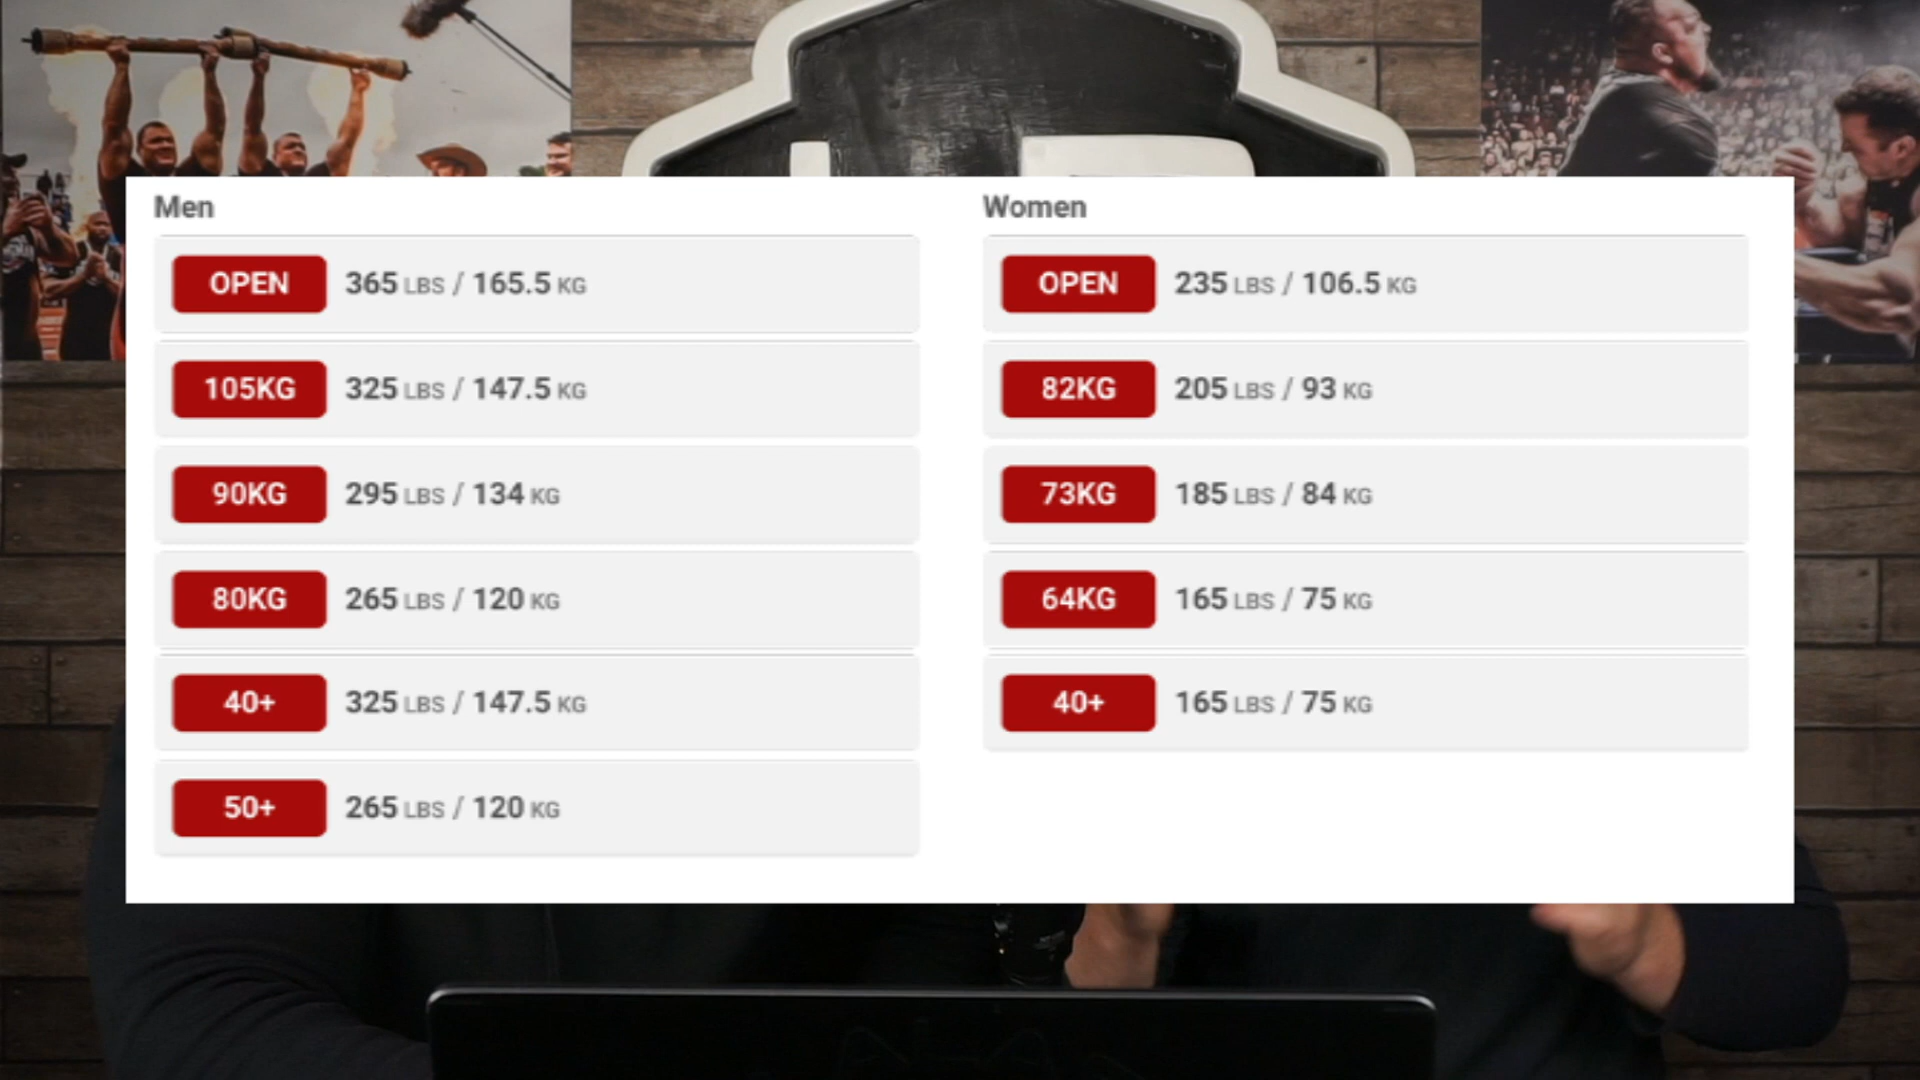 Men
OPEN 365 LBS / 165.5 KG
105KG 325 LBS / 147.5 KG
90KG 295 LBS / 134 KG
80KG 265 LBS / 120 KG
40+ 325 LBS / 147.5 KG
50+ 265 LBS / 120 KG
Women
OPEN 235 LBS / 106.5 KG
82KG 205 LBS / 93 KG
73KG 185 LBS / 84 KG
64KG 165 LBS / 75 KG
40+ 165 LBS / 75 KG